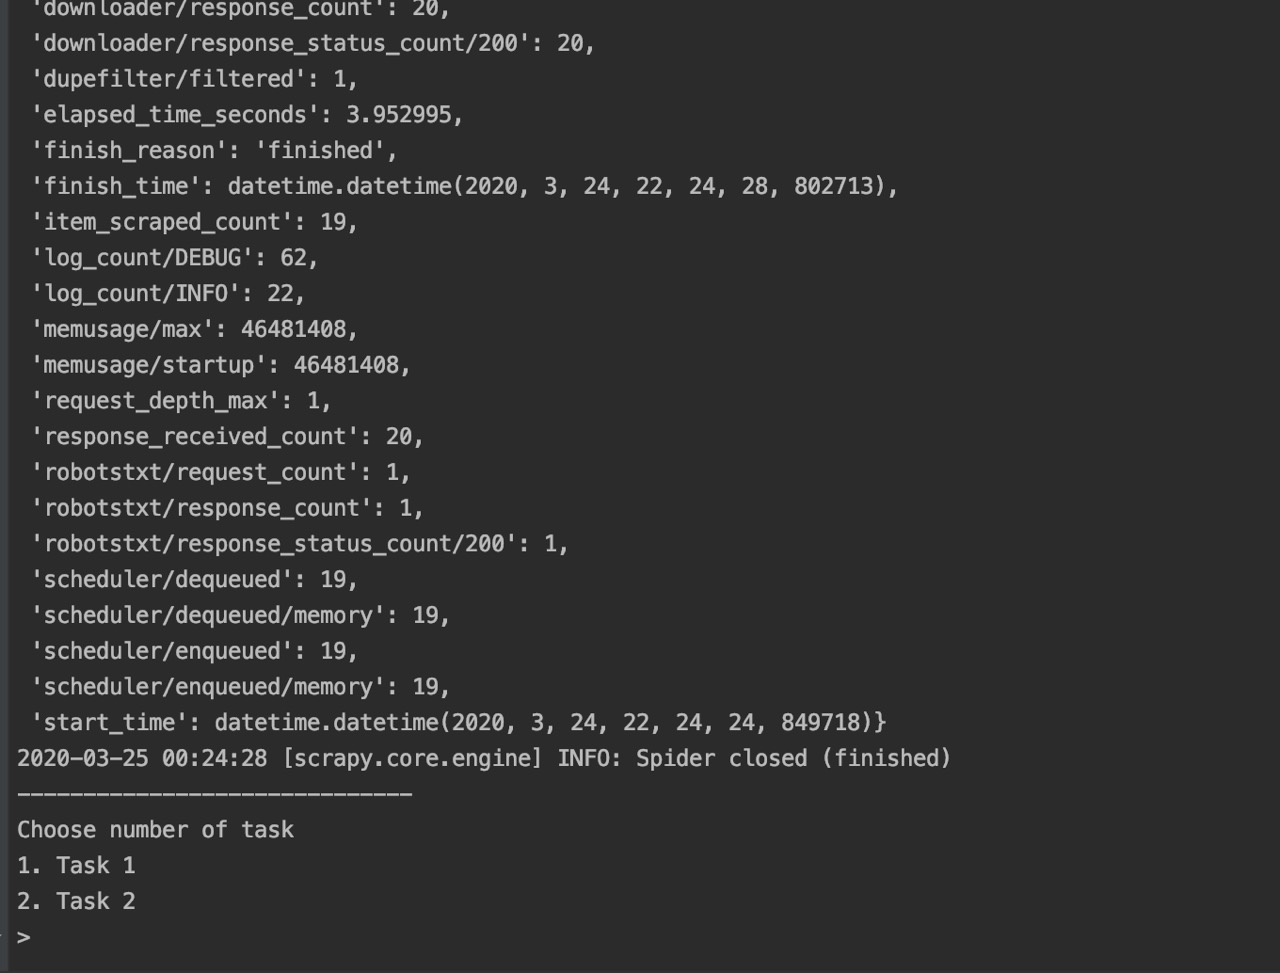 'downloader/response_count': 20,
'downloader/response_status_count/200': 20,
'dupefilter/filtered': 1,
'elapsed_time_seconds': 3.952995,
'finish_reason': 'finished',
'finish_time': datetime.datetime(2020, 3, 24, 22, 24, 28, 802713),
'item_scraped_count': 19,
'log_count/DEBUG': 62,
'log_count/INFO': 22,
'memusage/max': 46481408,
'memusage/startup': 46481408,
'request_depth_max': 1,
'response_received_count': 20,
'robotstxt/request_count': 1,
'robotstxt/response_count': 1,
'robotstxt/response_status_count/200': 1,
'scheduler/dequeued': 19,
'scheduler/dequeued/memory': 19,
'scheduler/enqueued': 19,
'scheduler/enqueued/memory': 19,
'start_time': datetime.datetime(2020, 3, 24, 22, 24, 24, 849718)}
2020-03-25 00:24:28 [scrapy.core.engine] INFO: Spider closed (finished)
------------------------------
Choose number of task
1. Task 1
2. Task 2
>